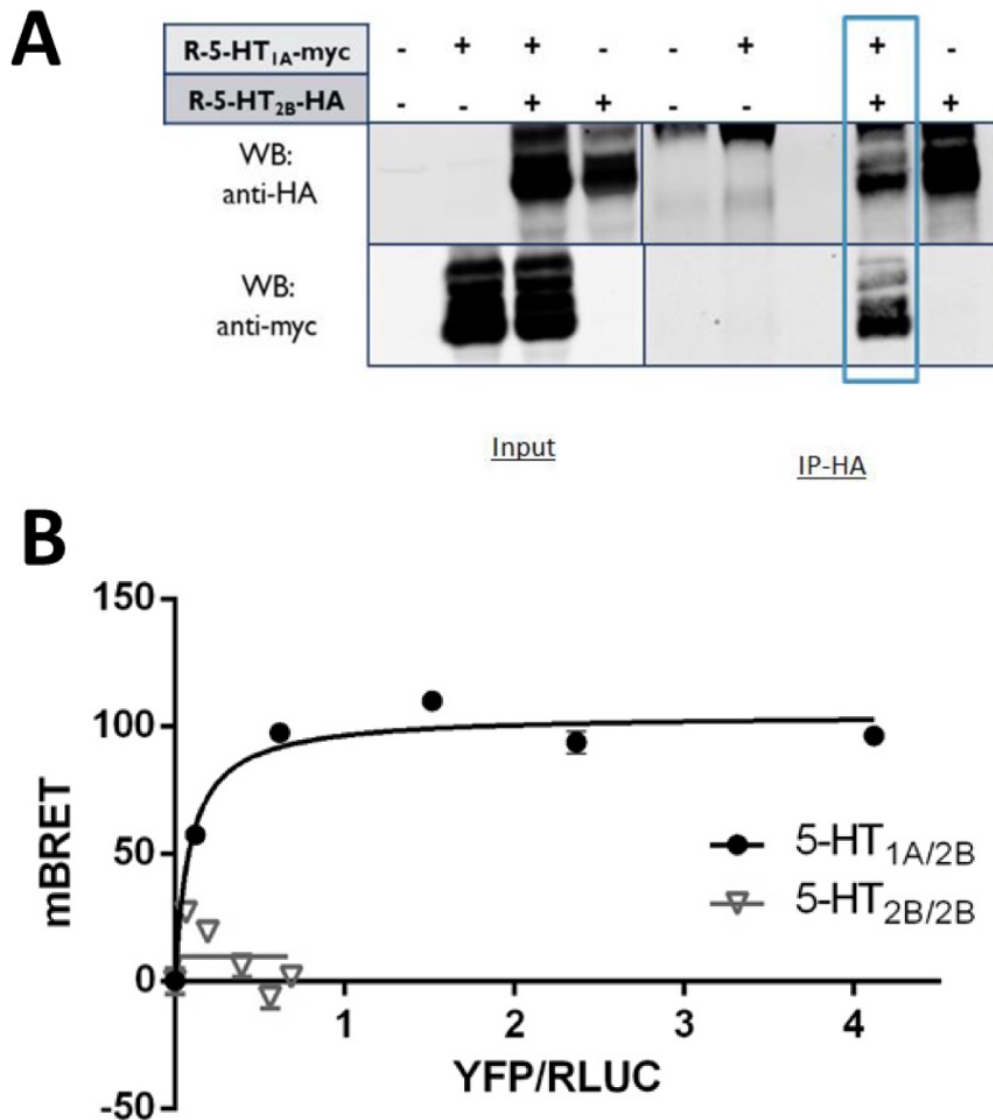 A
R-5-HT1A-myc - + + - - + + -
R-5-HT2B-HA - - + + - - + +
WB:
anti-HA
WB:
anti-myc
Input
IP-HA
B
150
100
50
0
-50
mBRET
1 2 3 4
YFP/RLUC
5-HT1A/2B
5-HT2B/2B